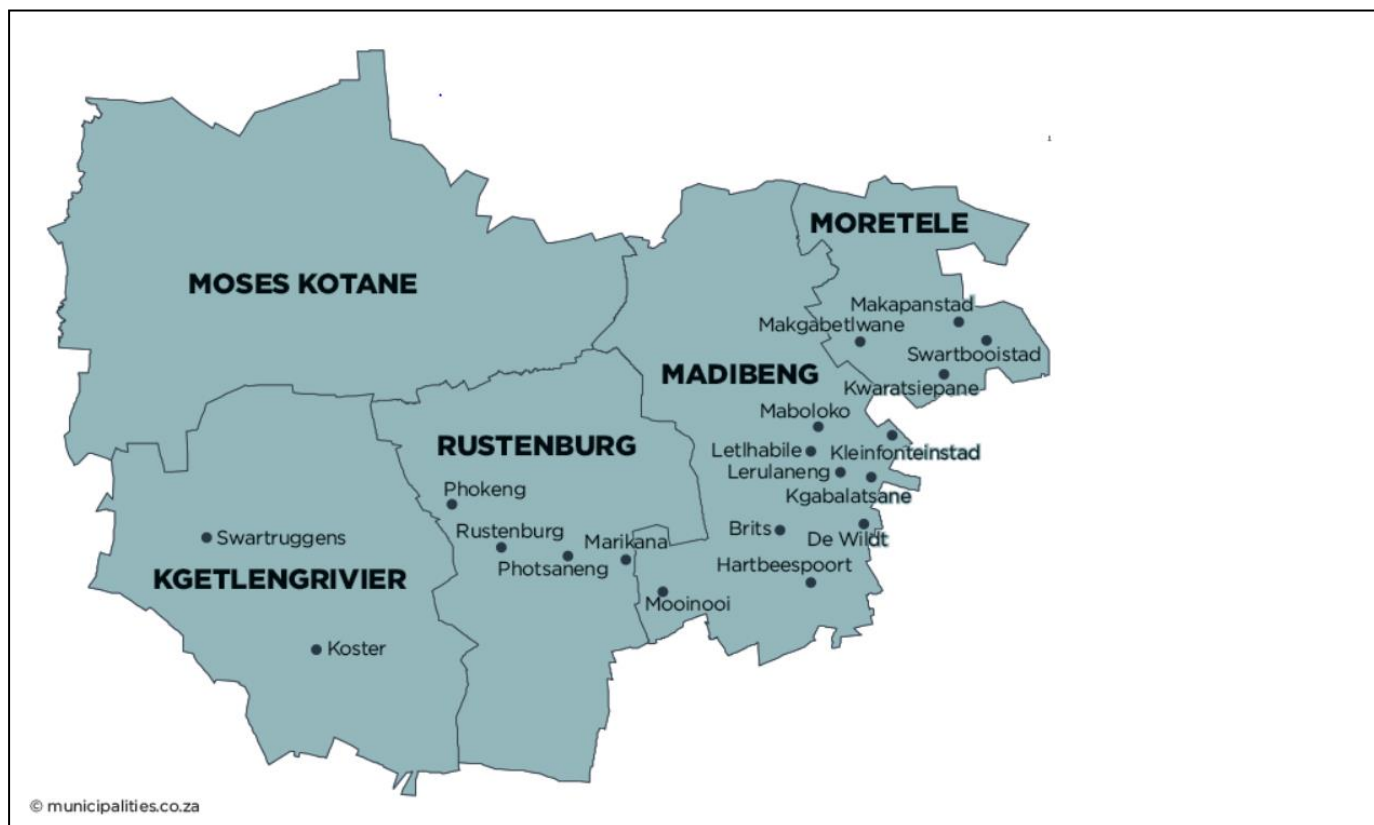 MORETELE
MOSES KOTANE
Makapanstad
Makgabetlwane
Swartbooistad
MADIBENG
Kwaratsiepane
Maboloko
RUSTENBURG
Letlhabile
Kleinfonteinstad
Lerulaneng
Kgabalatsane
Phokeng
Swartruggens
Rustenburg
Marikana
Brits
De Wildt
Photsaneng
Hartbeespoort
KGETLENGRIVIER
Mooinooi
Koster
© municipalities.co.za